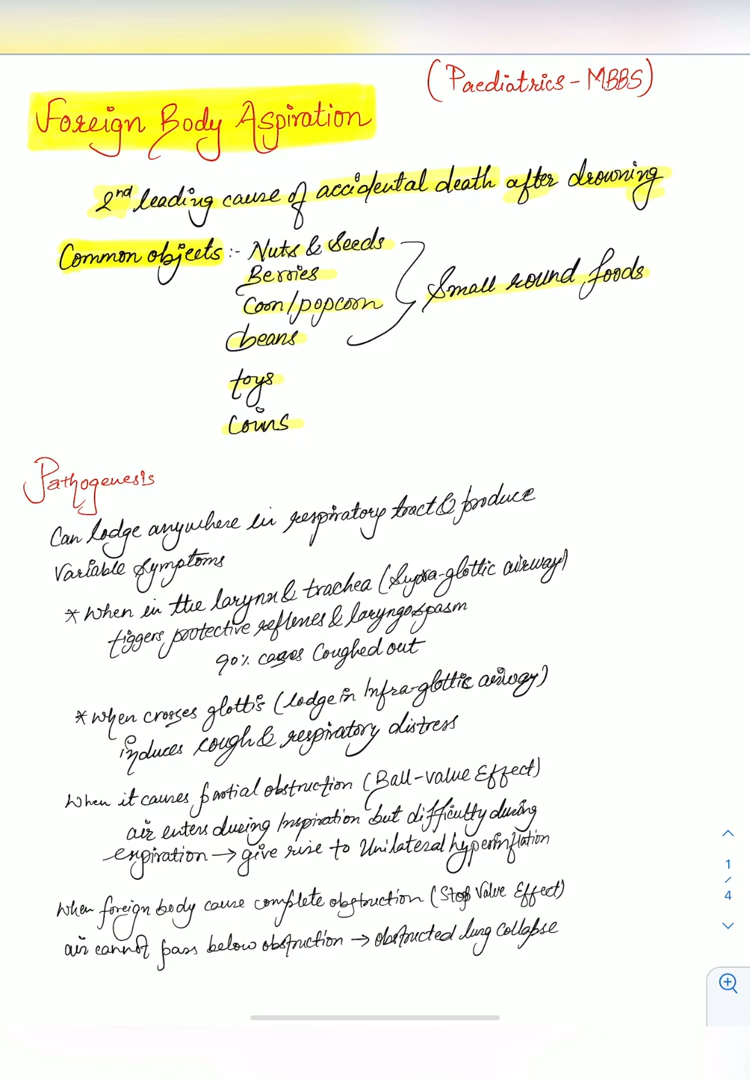 (Paediatrics - MBBS)
Foreign Body Aspiration
2nd leading cause of accidental death after drowning
Common objects :- Nuts & Seeds
Berries
Corn/popcorn
beans
Small round foods
toys
Coins
Pathogenesis
Can lodge anywhere in respiratory tract & produce
Variable Symptoms
* When in the larynx & trachea (Supra-glottic airway)
tiggers protective reflexes & laryngospasm
90% cases Coughed out
* When crosses glottis (lodge in Infra-glottic airway)
induces cough & respiratory distress
When it causes partial obstruction (Ball-value Effect)
air enters during Inspiration but difficulty during
expiration → give rise to Unilateral hyperinflation
When foreign body cause complete obstruction (Stop Value Effect)
air cannot pass below obstruction → obstructed lung collapse
1
/
4